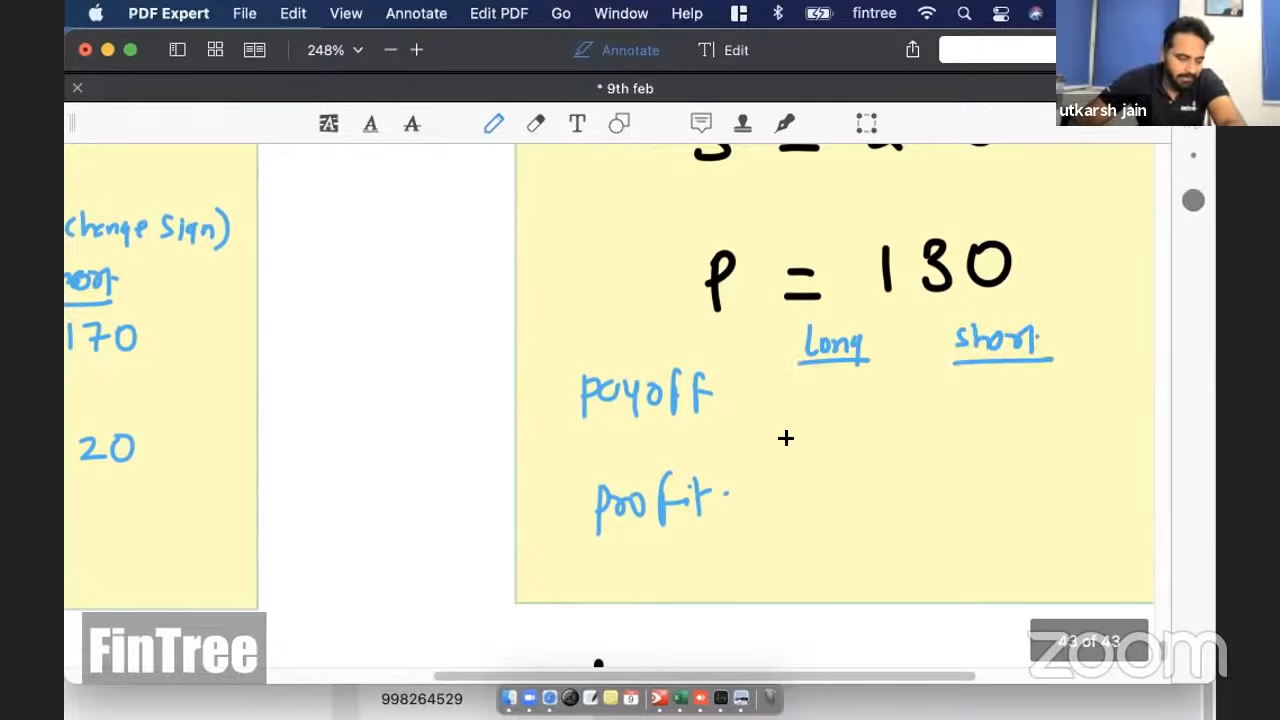 PDF Expert File Edit View Annotate Edit PDF Go Window Help fintree
248% Annotate T| Edit
utkarsh jain
* 9th feb
P = 130
(change sign)
Long short
170
payoff
20
profit
43 of 43
FinTree
zoom
998264529